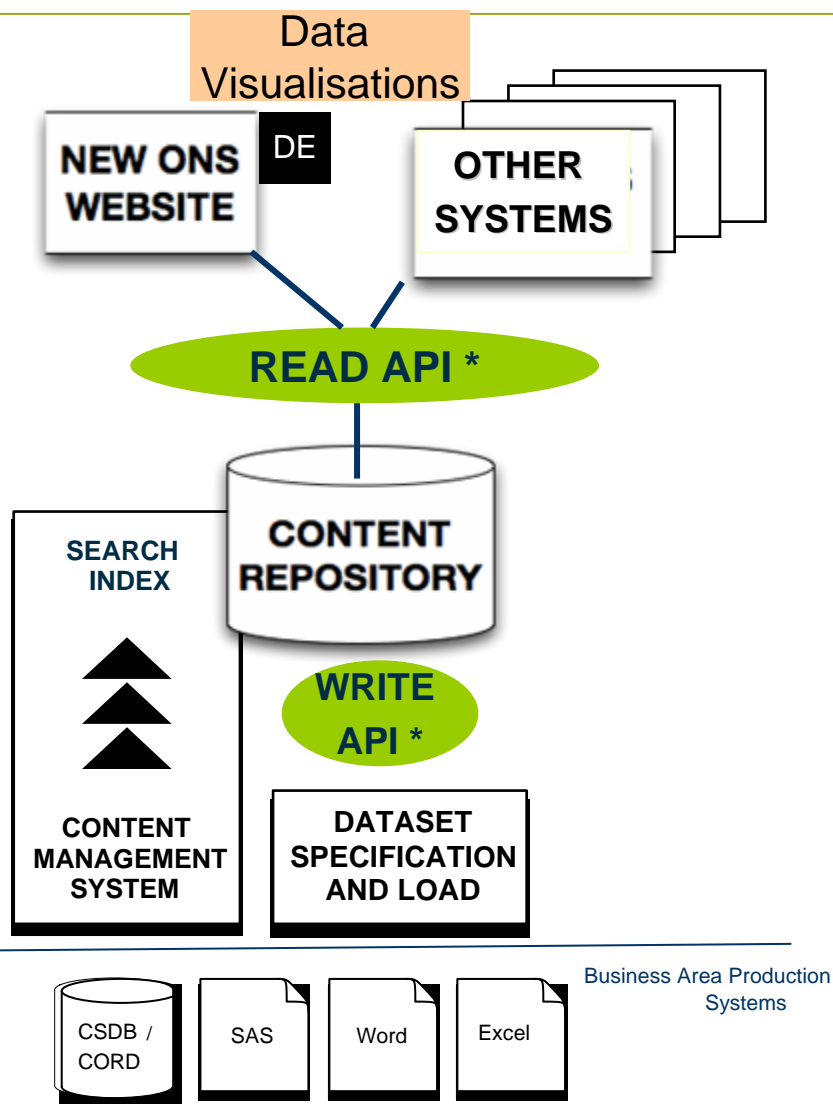 Data
Visualisations
NEW ONS
WEBSITE
DE
OTHER
SYSTEMS
READ API *
CONTENT
REPOSITORY
SEARCH
INDEX
WRITE
API *
CONTENT
MANAGEMENT
SYSTEM
DATASET
SPECIFICATION
AND LOAD
Business Area Production
Systems
CSDB /
CORD
SAS
Word
Excel